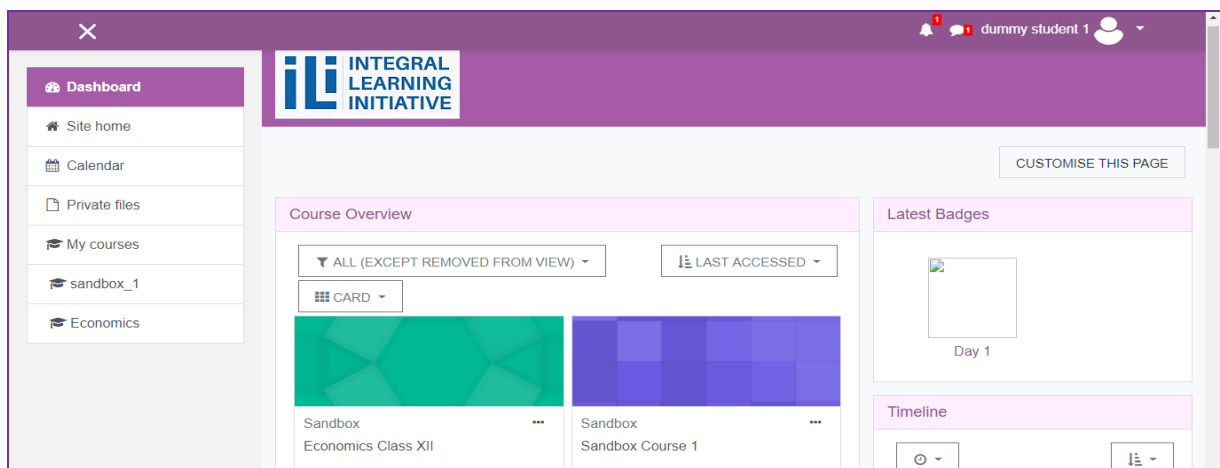 1 1 dummy student 1
INTEGRAL
LEARNING
INITIATIVE
iLi
Dashboard
Site home
Calendar
Private files
My courses
sandbox_1
Economics
CUSTOMISE THIS PAGE
Course Overview
ALL (EXCEPT REMOVED FROM VIEW)
LAST ACCESSED
CARD
Sandbox
Economics Class XII
Sandbox
Sandbox Course 1
Latest Badges
Day 1
Timeline